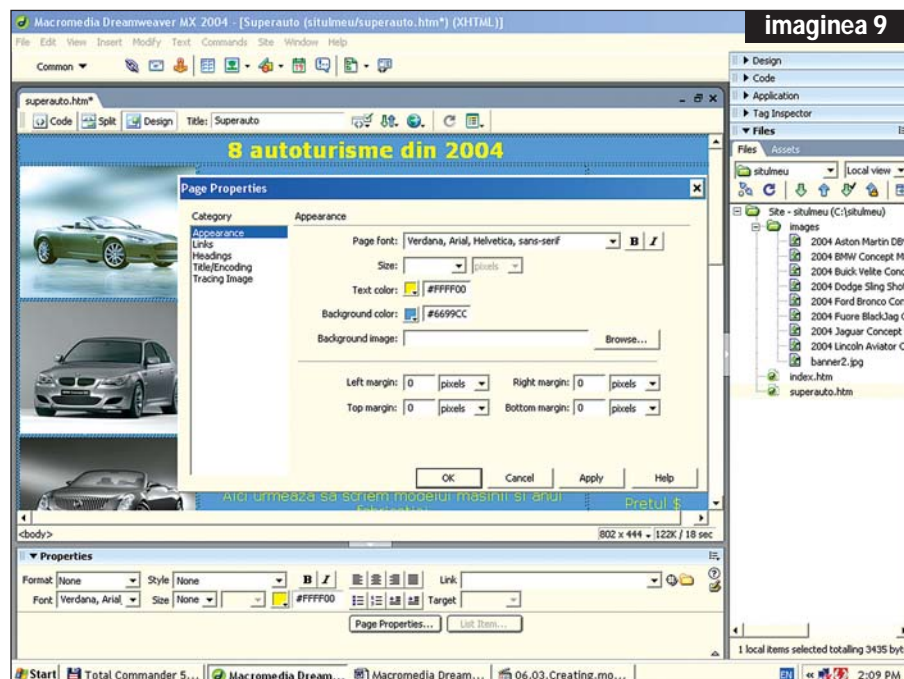 Macromedia Dreamweaver MX 2004 - [Superauto (situlmeu/superauto.htm*) (XHTML)]
imaginea 9
File Edit View Insert Modify Text Commands Site Window Help
Common
superauto.htm*
Code Split Design Title: Superauto
8 autoturisme din 2004
Page Properties
Category
Appearance
Links
Headings
Title/Encoding
Tracing Image
Appearance
Page font: Verdana, Arial, Helvetica, sans-serif B I
Size: pixels
Text color: #FFFF00
Background color: #6699CC
Background image: Browse...
Left margin: 0 pixels Right margin: 0 pixels
Top margin: 0 pixels Bottom margin: 0 pixels
OK Cancel Apply Help
Aici urmeaza sa scriem modelul masinii si anul
fabricatiei
Pretul $
<body>
802 x 444 122K / 18 sec
Properties
Format None Style None B I Link
Font Verdana, Arial, Size None #FFFF00 Target
Page Properties... List Item...
Design
Code
Application
Tag Inspector
Files
Files Assets
situlmeu Local view
Site - situlmeu (C:\situlmeu)
images
2004 Aston Martin DB
2004 BMW Concept M
2004 Buick Velite Conc
2004 Dodge Sling Shot
2004 Ford Bronco Con
2004 Fuore BlackJag C
2004 Jaguar Concept
2004 Lincoln Aviator C
banner2.jpg
index.htm
superauto.htm
1 local items selected totalling 3435 byt
Start Total Commander 5... Macromedia Dream... Macromedia Dream... 06.03.Creating.mo... EN 2:09 PM